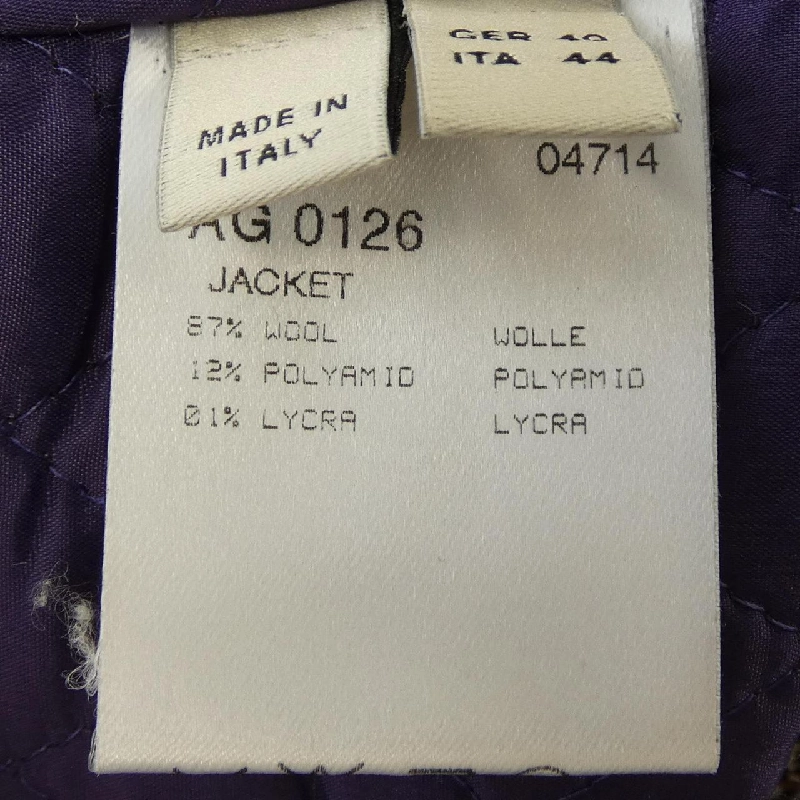 GER 40
ITA 44
MADE IN
ITALY
04714
AG 0126
JACKET
87% WOOL WOLLE
12% POLYAMID POLYAMID
01% LYCRA LYCRA